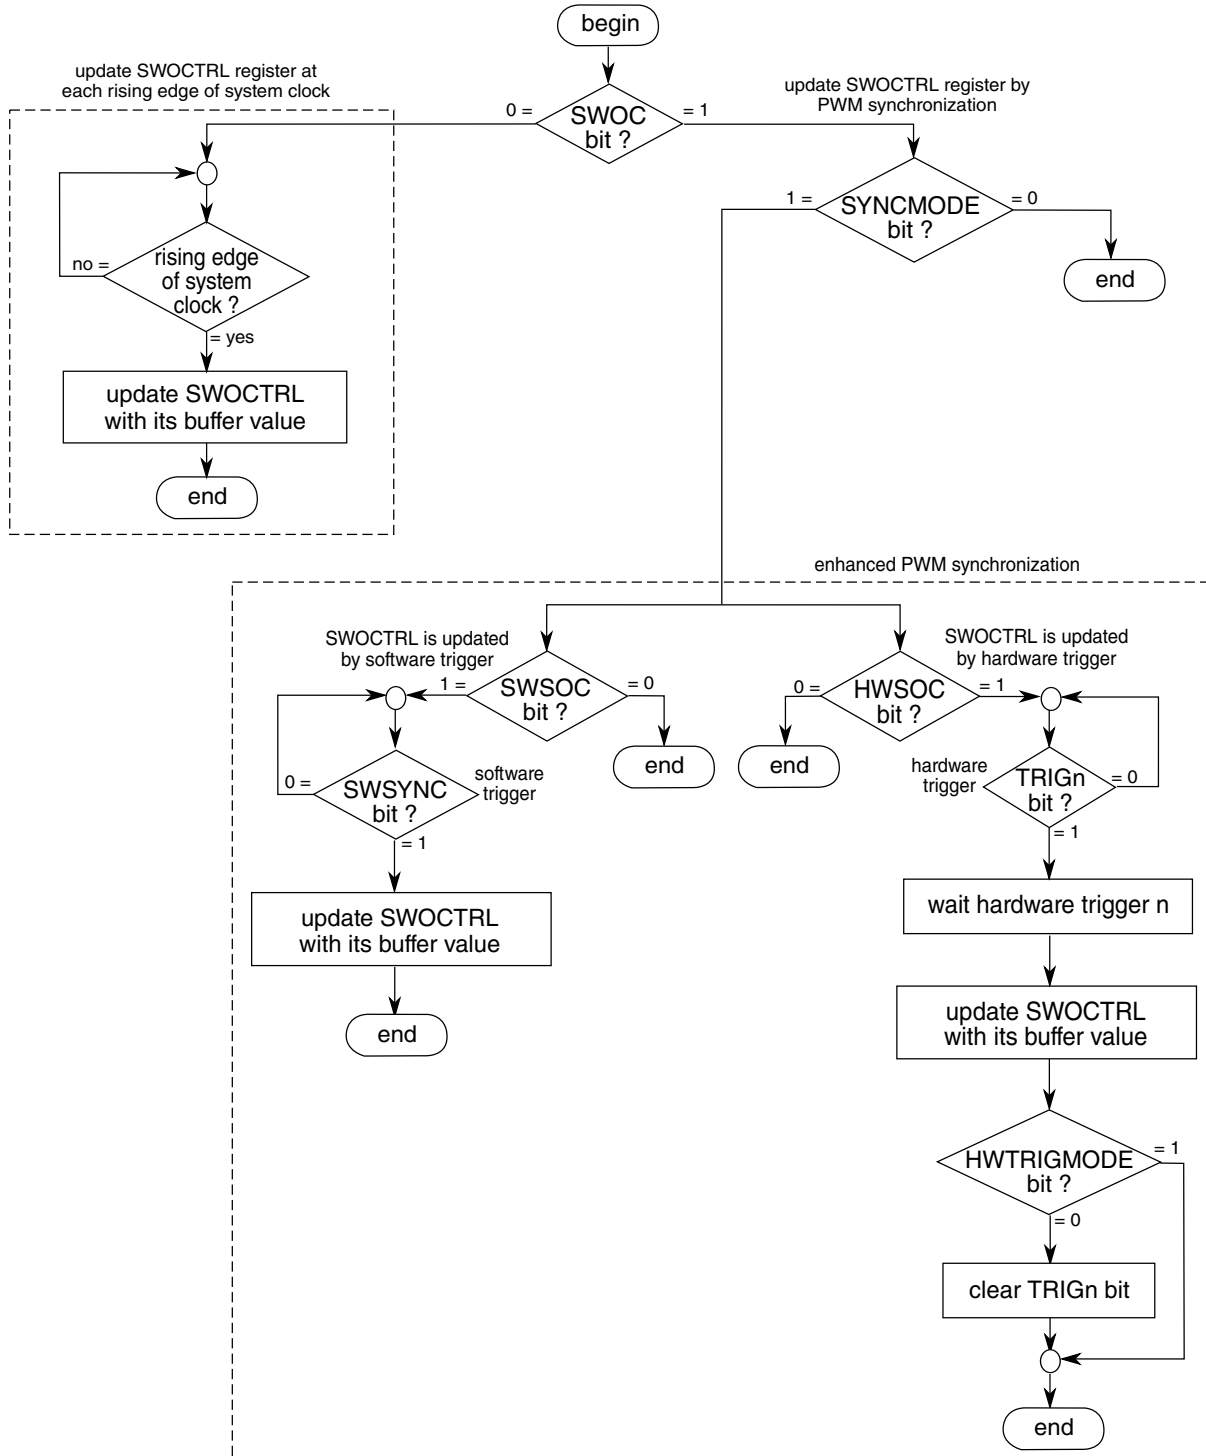 begin
update SWOCTRL register at
each rising edge of system clock
update SWOCTRL register by
PWM synchronization
0 =
SWOC
bit ?
= 1
1 =
SYNCMODE
bit ?
= 0
end
no =
rising edge
of system
clock ?
= yes
update SWOCTRL
with its buffer value
end
enhanced PWM synchronization
SWOCTRL is updated
by software trigger
SWOCTRL is updated
by hardware trigger
1 =
SWSOC
bit ?
= 0
end
0 =
HWSOC
bit ?
= 1
end
0 =
SWSYNC
bit ?
software
trigger
= 1
hardware
trigger
TRIGn
bit ?
= 0
= 1
update SWOCTRL
with its buffer value
end
wait hardware trigger n
update SWOCTRL
with its buffer value
HWTRIGMODE
bit ?
= 1
= 0
clear TRIGn bit
end